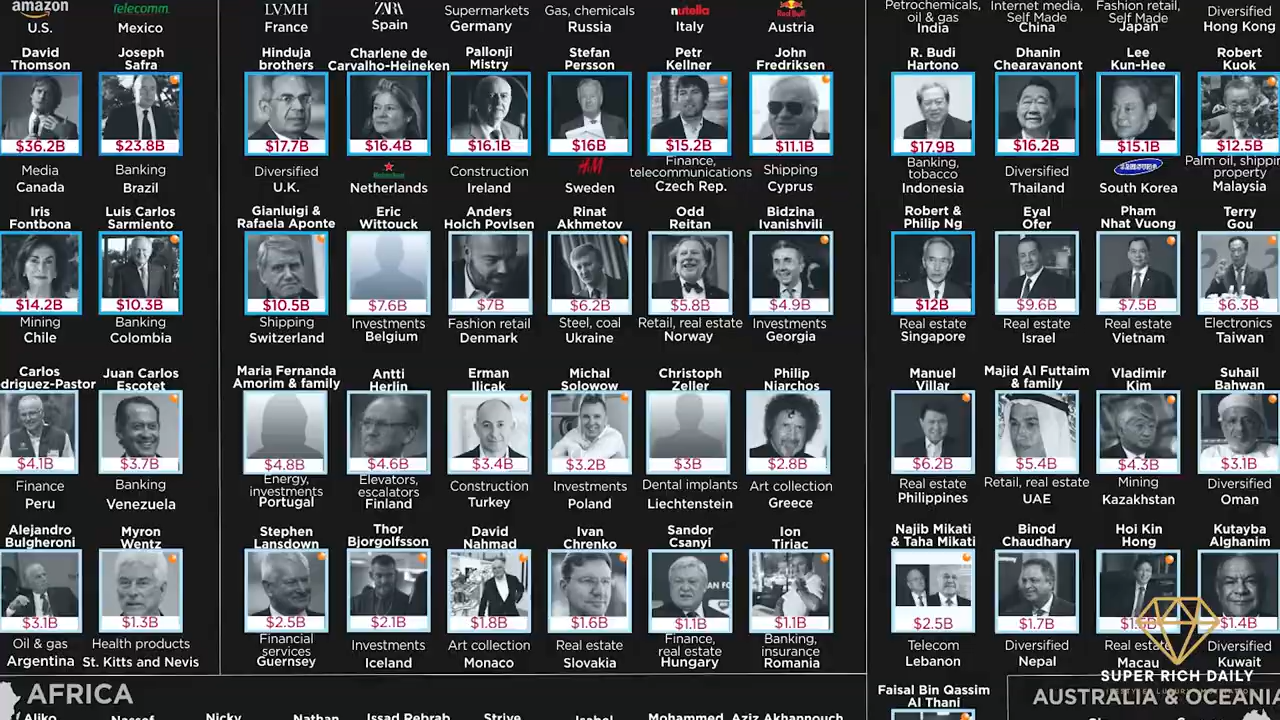 amazon
U.S.
telecomm.
Mexico
LVMH
France
ZARA
Spain
Supermarkets
Germany
Gas, chemicals
Russia
nutella
Italy
Red Bull
Austria
Petrochemicals,
oil & gas
India
Internet media,
Self Made
China
Fashion retail,
Self Made
Japan
Diversified
Hong Kong
David
Thomson
$36.2B
Media
Canada
Joseph
Safra
$23.8B
Banking
Brazil
Hinduja
brothers
$17.7B
Diversified
U.K.
Charlene de
Carvalho-Heineken
$16.4B
Heineken
Netherlands
Pallonji
Mistry
$16.1B
Construction
Ireland
Stefan
Persson
$16B
H&M
Sweden
Petr
Kellner
$15.2B
Finance,
telecommunications
Czech Rep.
John
Fredriksen
$11.1B
Shipping
Cyprus
R. Budi
Hartono
$17.9B
Banking,
tobacco
Indonesia
Dhanin
Chearavanont
$16.2B
Diversified
Thailand
Lee
Kun-Hee
$15.1B
SAMSUNG
South Korea
Robert
Kuok
$12.5B
Palm oil, shippin
property
Malaysia
Iris
Fontbona
$14.2B
Mining
Chile
Luis Carlos
Sarmiento
$10.3B
Banking
Colombia
Gianluigi &
Rafaela Aponte
$10.5B
Shipping
Switzerland
Eric
Wittouck
$7.6B
Investments
Belgium
Anders
Holch Povlsen
$7B
Fashion retail
Denmark
Rinat
Akhmetov
$6.2B
Steel, coal
Ukraine
Odd
Reitan
$5.8B
Retail, real estate
Norway
Bidzina
Ivanishvili
$4.9B
Investments
Georgia
Robert &
Philip Ng
$12B
Real estate
Singapore
Eyal
Ofer
$9.6B
Real estate
Israel
Pham
Nhat Vuong
$7.5B
Real estate
Vietnam
Terry
Gou
$6.3B
Electronics
Taiwan
Carlos
driguez-Pastor
$4.1B
Finance
Peru
Juan Carlos
Escotet
$3.7B
Banking
Venezuela
Maria Fernanda
Amorim & family
$4.8B
Energy,
investments
Portugal
Antti
Herlin
$4.6B
Elevators,
escalators
Finland
Erman
Ilicak
$3.4B
Construction
Turkey
Michal
Solowow
$3.2B
Investments
Poland
Christoph
Zeller
$3B
Dental implants
Liechtenstein
Philip
Niarchos
$2.8B
Art collection
Greece
Manuel
Villar
$6.2B
Real estate
Philippines
Majid Al Futtaim
& family
$5.4B
Retail, real estate
UAE
Vladimir
Kim
$4.3B
Mining
Kazakhstan
Suhail
Bahwan
$3.1B
Diversified
Oman
Alejandro
Bulgheroni
$3.1B
Oil & gas
Argentina
Myron
Wentz
$1.3B
Health products
St. Kitts and Nevis
Stephen
Lansdown
$2.5B
Financial
services
Guernsey
Thor
Bjorgolfsson
$2.1B
Investments
Iceland
David
Nahmad
$1.8B
Art collection
Monaco
Ivan
Chrenko
$1.6B
Real estate
Slovakia
Sandor
Csanyi
$1.1B
Finance,
real estate
Hungary
Ion
Tiriac
$1.1B
Banking,
insurance
Romania
Najib Mikati
& Taha Mikati
$2.5B
Telecom
Lebanon
Binod
Chaudhary
$1.7B
Diversified
Nepal
Hoi Kin
Hong
Real estate
Macau
Kutayba
Alghanim
$1.4B
Diversified
Kuwait
SUPER RICH DAILY
AFRICA
Aliko
Nassef
Nicky
Nathan
Issad Rebrab
Strive
Isabel
Mohammed
Aziz Akhannouch
Faisal Bin Qassim
Al Thani
AUSTRALIA & OCEANIA